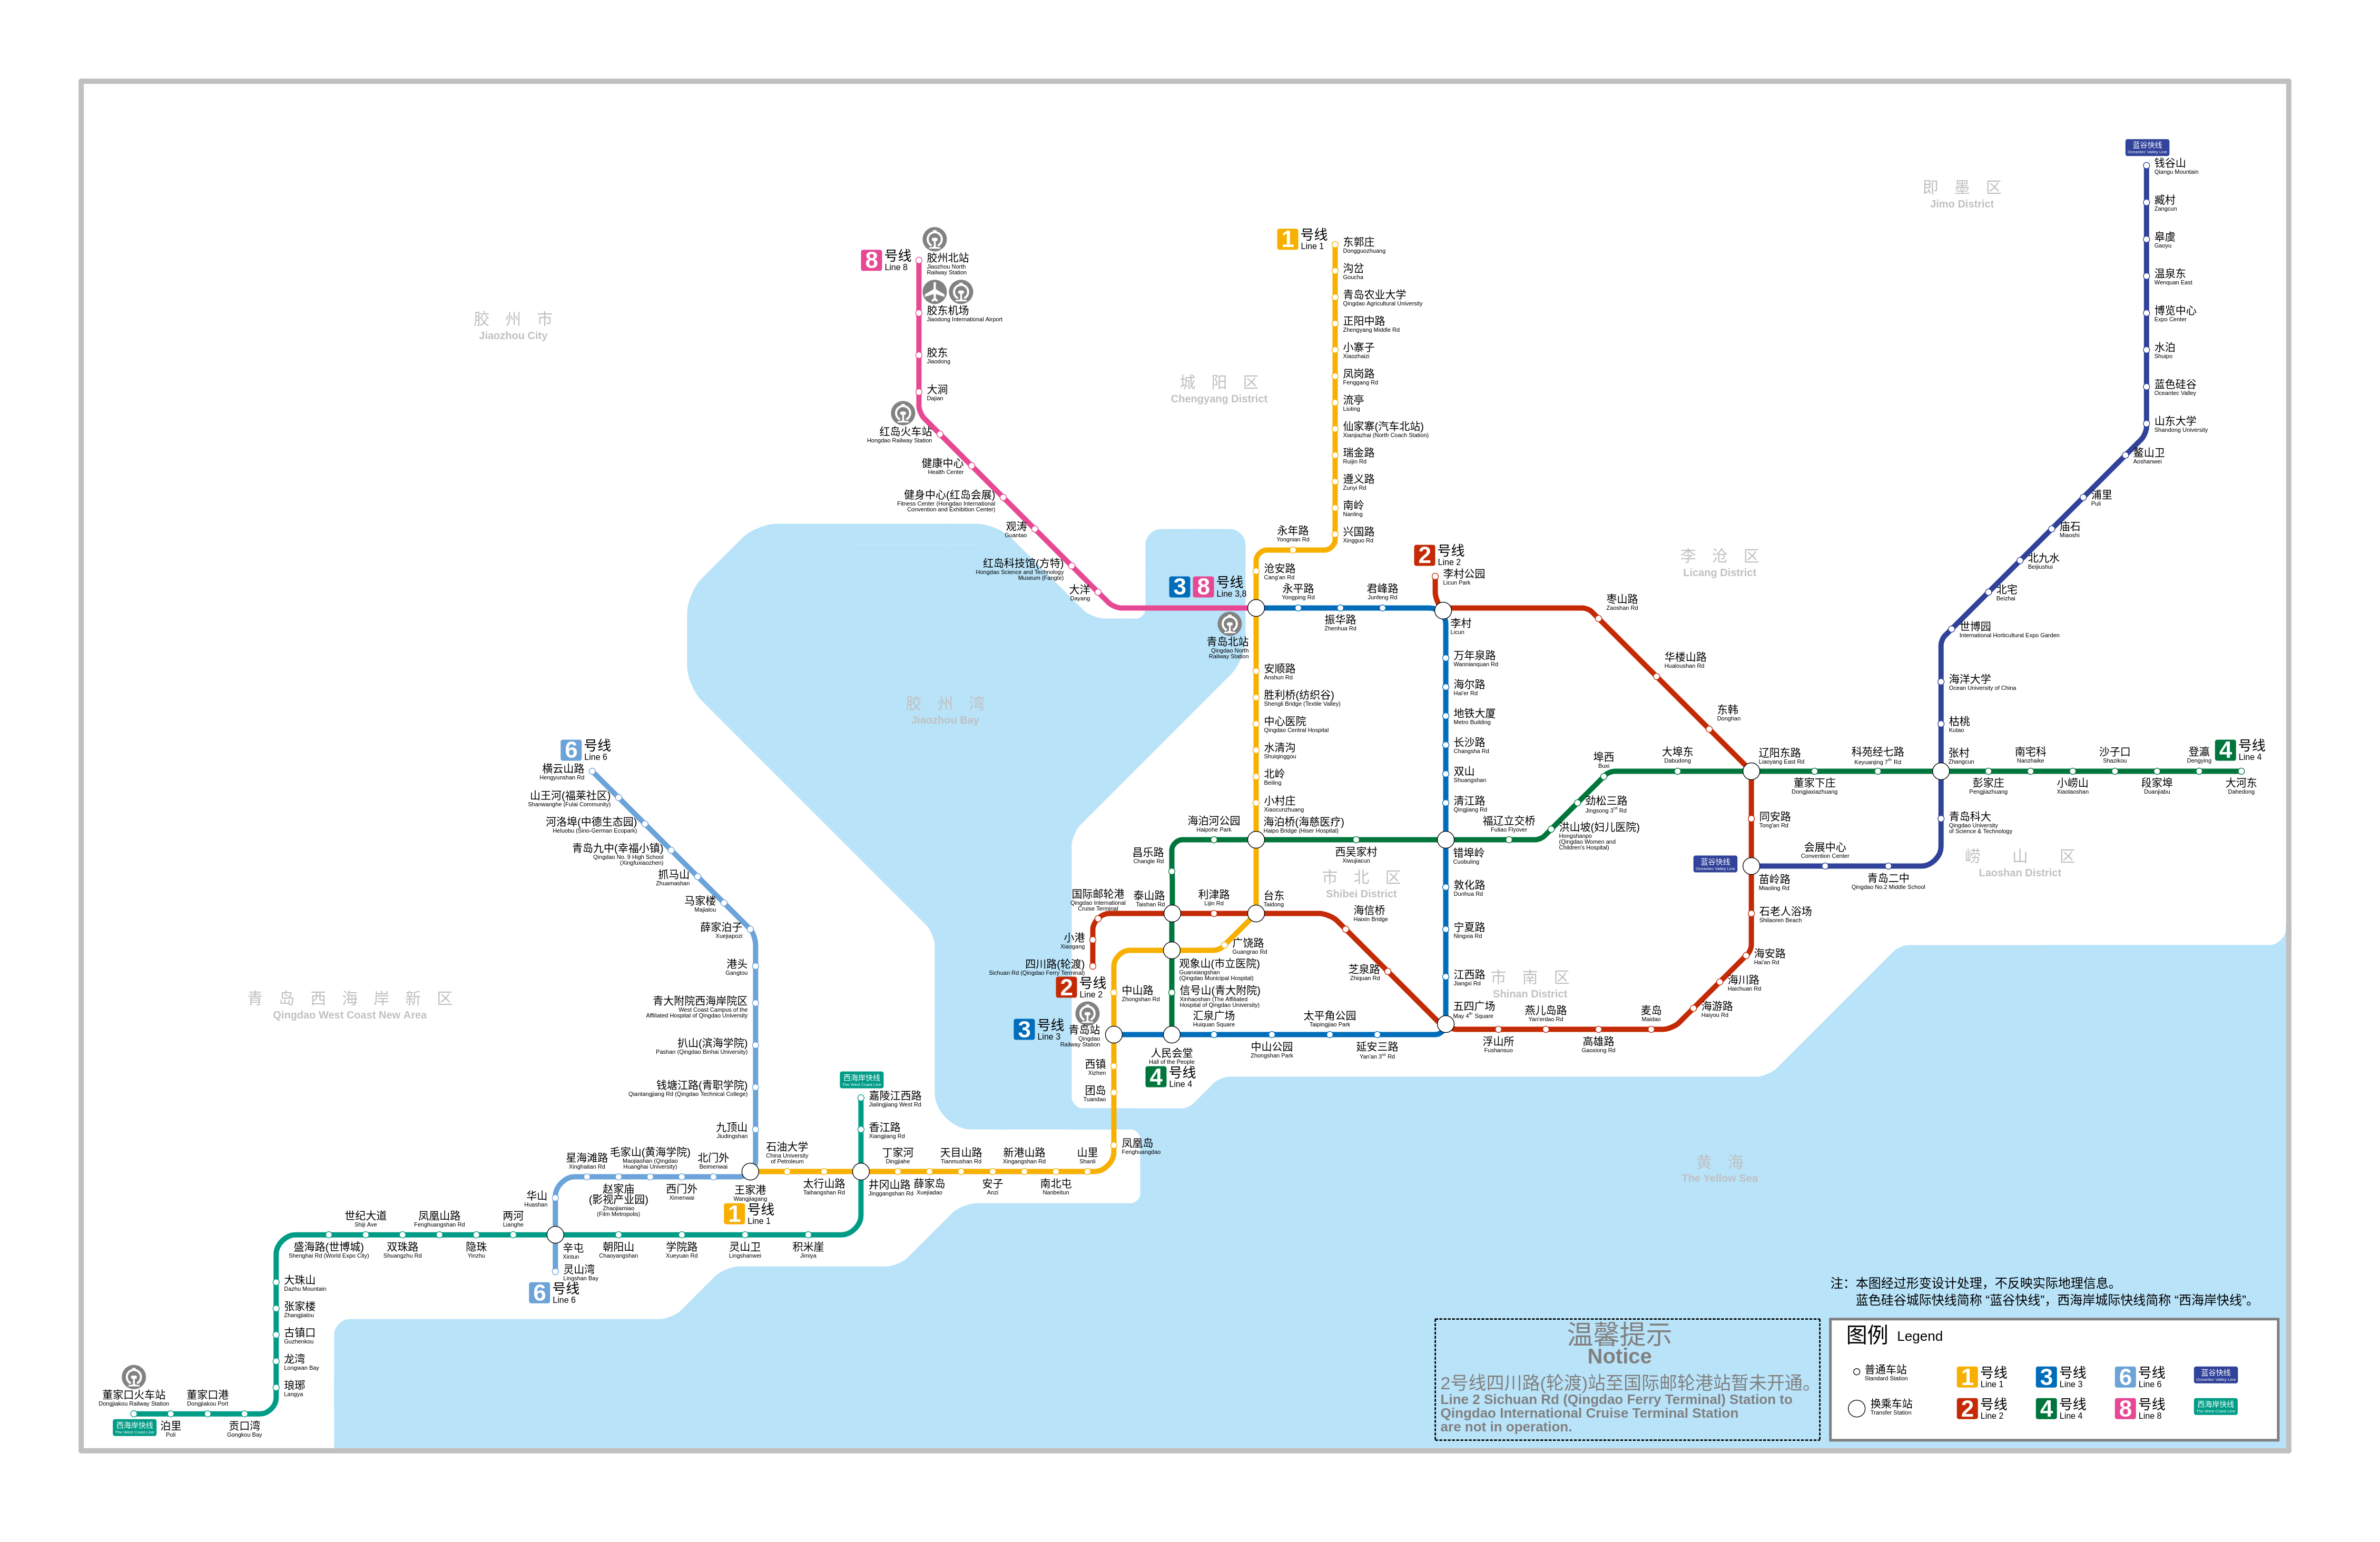 蓝谷快线
Oceantec Valley Line
钱谷山
Qiangu Mountain
臧村
Zangcun
皋虞
Gaoyu
温泉东
Wenquan East
博览中心
Expo Center
水泊
Shuipo
蓝色硅谷
Oceantec Valley
山东大学
Shandong University
鳌山卫
Aoshanwei
浦里
Puli
庙石
Miaoshi
北九水
Beijiushui
北宅
Beizhai
世博园
International Horticultural Expo Garden
海洋大学
Ocean University of China
枯桃
Kutao
张村
Zhangcun
青岛科大
Qingdao University
of Science & Technology
青岛二中
Qingdao No.2 Middle School
会展中心
Convention Center
蓝谷快线
Oceantec Valley Line
苗岭路
Miaoling Rd
即墨区
Jimo District
胶州市
Jiaozhou City
城阳区
Chengyang District
李沧区
Licang District
胶州湾
Jiaozhou Bay
市北区
Shibei District
市南区
Shinan District
崂山区
Laoshan District
青岛西海岸新区
Qingdao West Coast New Area
黄海
The Yellow Sea
8 号线
Line 8
胶州北站
Jiaozhou North
Railway Station
胶东机场
Jiaodong International Airport
胶东
Jiaodong
大涧
Dajian
红岛火车站
Hongdao Railway Station
健康中心
Health Center
健身中心(红岛会展)
Fitness Center (Hongdao International
Convention and Exhibition Center)
观涛
Guantao
红岛科技馆(方特)
Hongdao Science and Technology
Museum (Fangte)
大洋
Dayang
3 8 号线
Line 3,8
青岛北站
Qingdao North
Railway Station
1 号线
Line 1
东郭庄
Dongguozhuang
沟岔
Goucha
青岛农业大学
Qingdao Agricultural University
正阳中路
Zhengyang Middle Rd
小寨子
Xiaozhaizi
凤岗路
Fenggang Rd
流亭
Liuting
仙家寨(汽车北站)
Xianjiazhai (North Coach Station)
瑞金路
Ruijin Rd
遵义路
Zunyi Rd
南岭
Nanling
兴国路
Xingguo Rd
永年路
Yongnian Rd
沧安路
Cang'an Rd
安顺路
Anshun Rd
胜利桥(纺织谷)
Shengli Bridge (Textile Valley)
中心医院
Qingdao Central Hospital
水清沟
Shuiqinggou
北岭
Beiling
小村庄
Xiaocunzhuang
海泊桥(海慈医疗)
Haipo Bridge (Hiser Hospital)
台东
Taidong
广饶路
Guangrao Rd
观象山(市立医院)
Guanxiangshan
(Qingdao Municipal Hospital)
中山路
Zhongshan Rd
3 号线
Line 3
青岛站
Qingdao
Railway Station
西镇
Xizhen
团岛
Tuandao
凤凰岛
Fenghuangdao
山里
Shanli
南北屯
Nanbeitun
新港山路
Xingangshan Rd
安子
Anzi
天目山路
Tianmushan Rd
薛家岛
Xuejiadao
丁家河
Dingjiahe
井冈山路
Jinggangshan Rd
太行山路
Taihangshan Rd
石油大学
China University
of Petroleum
王家港
Wangjiagang
1 号线
Line 1
2 号线
Line 2
李村公园
Licun Park
李村
Licun
枣山路
Zaoshan Rd
华楼山路
Hualoushan Rd
东韩
Donghan
辽阳东路
Liaoyang East Rd
同安路
Tong'an Rd
石老人浴场
Shilaoren Beach
海安路
Hai'an Rd
海川路
Haichuan Rd
海游路
Haiyou Rd
麦岛
Maidao
高雄路
Gaoxiong Rd
燕儿岛路
Yan'erdao Rd
浮山所
Fushansuo
五四广场
May 4th Square
芝泉路
Zhiquan Rd
海信桥
Haixin Bridge
利津路
Lijin Rd
泰山路
Taishan Rd
国际邮轮港
Qingdao International
Cruise Terminal
小港
Xiaogang
四川路(轮渡)
Sichuan Rd (Qingdao Ferry Terminal)
2 号线
Line 2
永平路
Yongping Rd
振华路
Zhenhua Rd
君峰路
Junfeng Rd
万年泉路
Wannianquan Rd
海尔路
Hai'er Rd
地铁大厦
Metro Building
长沙路
Changsha Rd
双山
Shuangshan
清江路
Qingjiang Rd
错埠岭
Cuobuling
敦化路
Dunhua Rd
宁夏路
Ningxia Rd
江西路
Jiangxi Rd
延安三路
Yan'an 3rd Rd
太平角公园
Taipingjiao Park
中山公园
Zhongshan Park
汇泉广场
Huiquan Square
人民会堂
Hall of the People
4 号线
Line 4
信号山(青大附院)
Xinhaoshan (The Affiliated
Hospital of Qingdao University)
昌乐路
Changle Rd
海泊河公园
Haipohe Park
西吴家村
Xiwujiacun
福辽立交桥
Fuliao Flyover
洪山坡(妇儿医院)
Hongshanpo
(Qingdao Women and
Children's Hospital)
劲松三路
Jingsong 3rd Rd
埠西
Buxi
大埠东
Dabudong
董家下庄
Dongjiaxiazhuang
科苑经七路
Keyuanjing 7th Rd
彭家庄
Pengjiazhuang
南宅科
Nanzhaike
小崂山
Xiaolaoshan
沙子口
Shazikou
段家埠
Duanjiabu
登瀛
Dengying
大河东
Dahedong
4 号线
Line 4
6 号线
Line 6
横云山路
Hengyunshan Rd
山王河(福莱社区)
Shanwanghe (Fulai Community)
河洛埠(中德生态园)
Heluobu (Sino-German Ecopark)
青岛九中(幸福小镇)
Qingdao No. 9 High School
(Xingfuxiaozhen)
抓马山
Zhuamashan
马家楼
Majialou
薛家泊子
Xuejiapozi
港头
Gangtou
青大附院西海岸院区
West Coast Campus of the
Affiliated Hospital of Qingdao University
扒山(滨海学院)
Pashan (Qingdao Binhai University)
钱塘江路(青职学院)
Qiantangjiang Rd (Qingdao Technical College)
九顶山
Jiudingshan
北门外
Beimenwai
西门外
Ximenwai
毛家山(黄海学院)
Maojiashan (Qingdao
Huanghai University)
赵家庙
(影视产业园)
Zhaojiamiao
(Film Metropolis)
星海滩路
Xinghaitan Rd
华山
Huashan
辛屯
Xintun
灵山湾
Lingshan Bay
6 号线
Line 6
西海岸快线
The West Coast Line
嘉陵江西路
Jialingjiang West Rd
香江路
Xiangjiang Rd
积米崖
Jimiya
灵山卫
Lingshanwei
学院路
Xueyuan Rd
朝阳山
Chaoyangshan
两河
Lianghe
隐珠
Yinzhu
凤凰山路
Fenghuangshan Rd
双珠路
Shuangzhu Rd
世纪大道
Shiji Ave
盛海路(世博城)
Shenghai Rd (World Expo City)
大珠山
Dazhu Mountain
张家楼
Zhangjialou
古镇口
Guzhenkou
龙湾
Longwan Bay
琅琊
Langya
贡口湾
Gongkou Bay
董家口港
Dongjiakou Port
泊里
Poli
董家口火车站
Dongjiakou Railway Station
西海岸快线
The West Coast Line
注：本图经过形变设计处理，不反映实际地理信息。
蓝色硅谷城际快线简称 “蓝谷快线”，西海岸城际快线简称 “西海岸快线”。
温馨提示
Notice
2号线四川路(轮渡)站至国际邮轮港站暂未开通。
Line 2 Sichuan Rd (Qingdao Ferry Terminal) Station to
Qingdao International Cruise Terminal Station
are not in operation.
图例 Legend
普通车站
Standard Station
换乘车站
Transfer Station
1 号线
Line 1
2 号线
Line 2
3 号线
Line 3
4 号线
Line 4
6 号线
Line 6
8 号线
Line 8
蓝谷快线
Oceantec Valley Line
西海岸快线
The West Coast Line